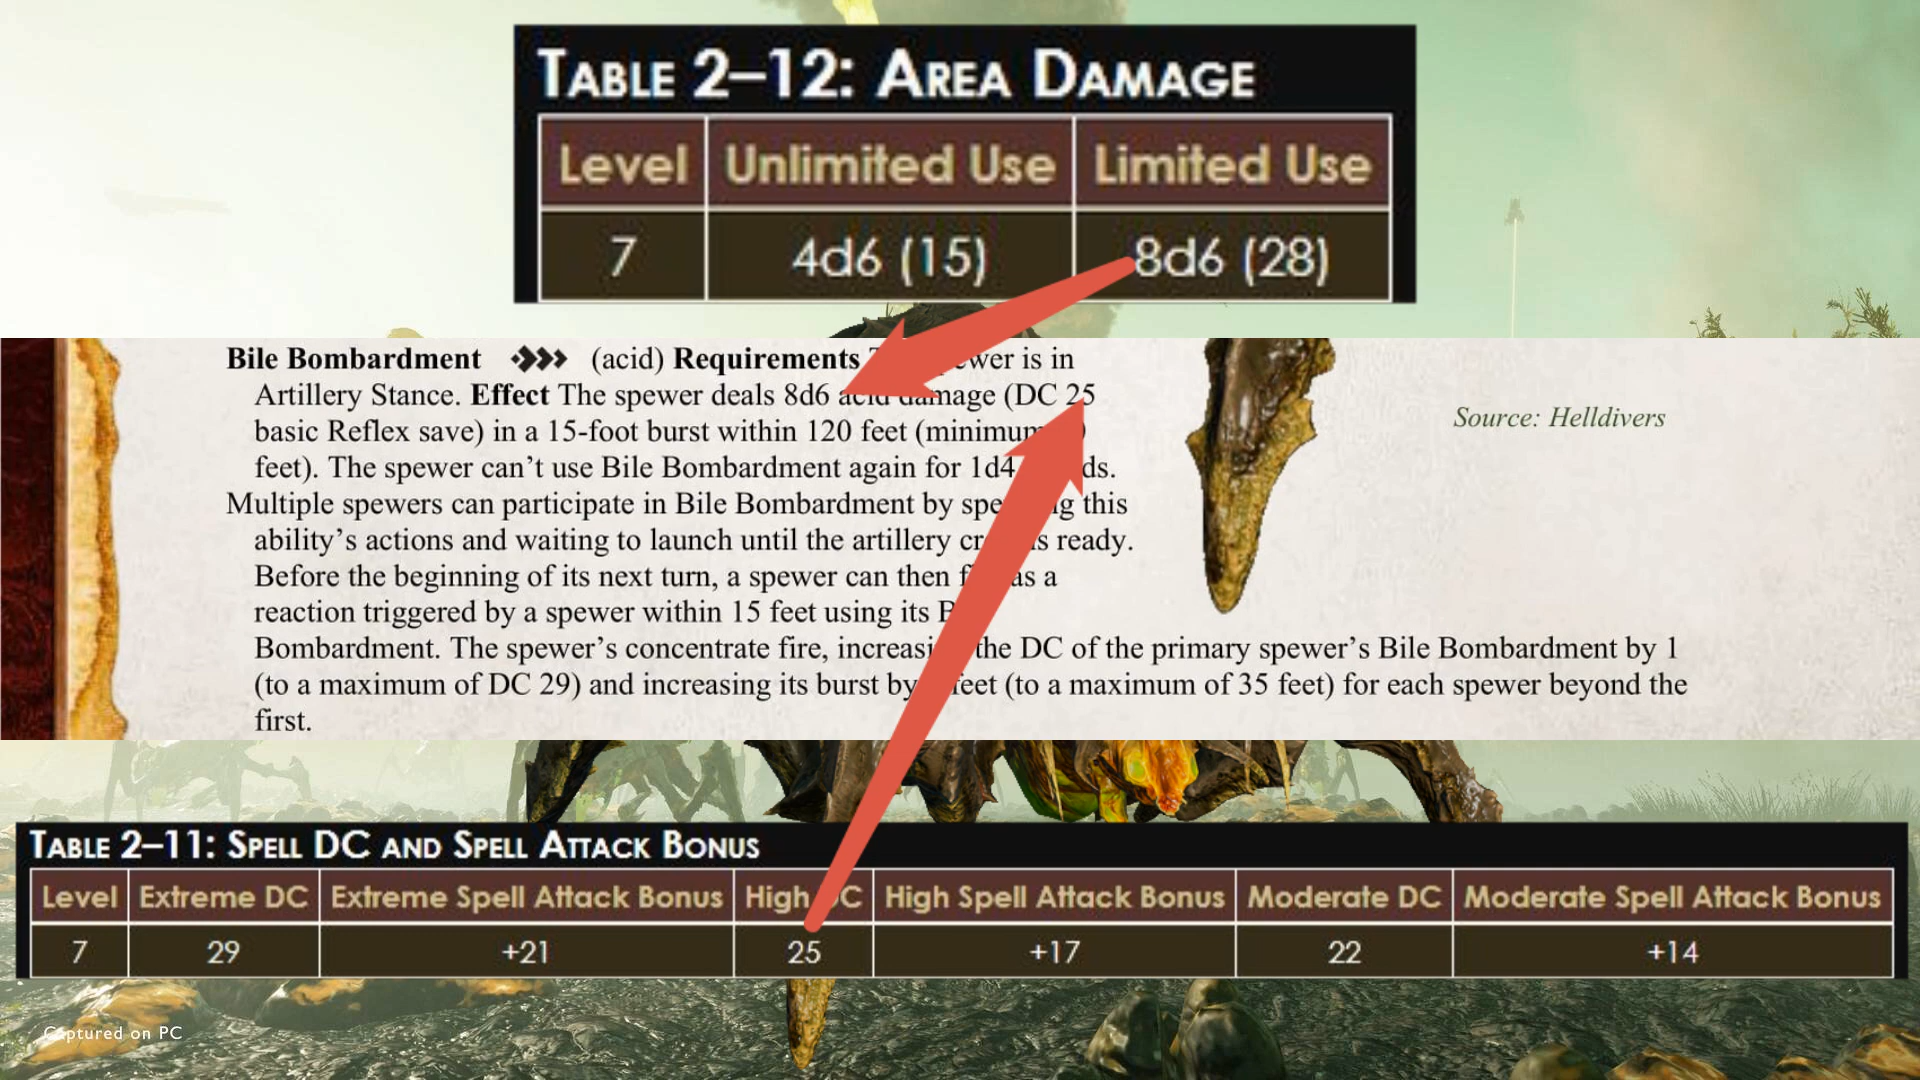 TABLE 2–12: AREA DAMAGE
Level Unlimited Use Limited Use
7 4d6 (15) 8d6 (28)
Bile Bombardment (acid) Requirements is in
Artillery Stance. Effect The spewer deals 8d6 acid damage (DC 25
basic Reflex save) in a 15-foot burst within 120 feet (minimum
feet). The spewer can’t use Bile Bombardment again for 1d4
Multiple spewers can participate in Bile Bombardment by this
ability’s actions and waiting to launch until the artillery ready.
Before the beginning of its next turn, a spewer can then as a
reaction triggered by a spewer within 15 feet using its
Bombardment. The spewer’s concentrate fire, increasing the DC of the primary spewer’s Bile Bombardment by 1
(to a maximum of DC 29) and increasing its burst by feet (to a maximum of 35 feet) for each spewer beyond the
first.
Source: Helldivers
TABLE 2–11: SPELL DC AND SPELL ATTACK BONUS
Level Extreme DC Extreme Spell Attack Bonus High DC High Spell Attack Bonus Moderate DC Moderate Spell Attack Bonus
7 29 +21 25 +17 22 +14
Captured on PC